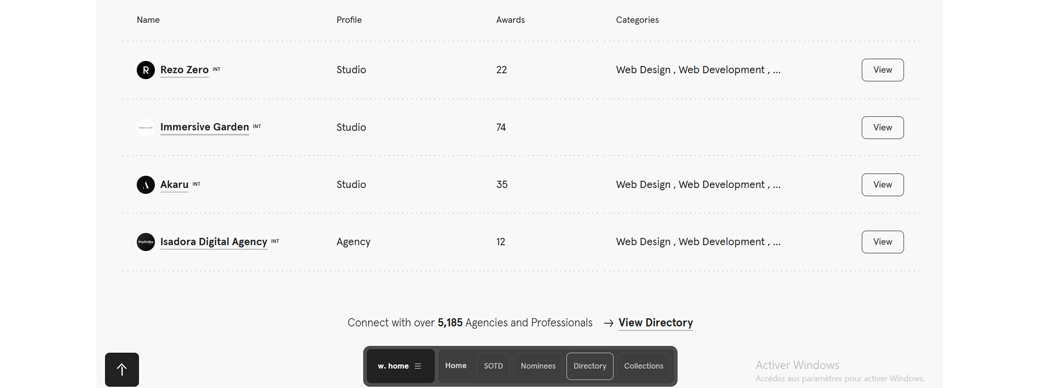 Name Profile Awards Categories
R Rezo Zero INT Studio 22 Web Design , Web Development , ... View
Immersive Garden INT Studio 74 View
Akaru INT Studio 35 Web Design , Web Development , ... View
Isadora Digital Agency INT Agency 12 Web Design , Web Development , ... View
Connect with over 5,185 Agencies and Professionals → View Directory
w. home ☰ Home SOTD Nominees Directory Collections
Activer Windows
Accédez aux paramètres pour activer Windows.